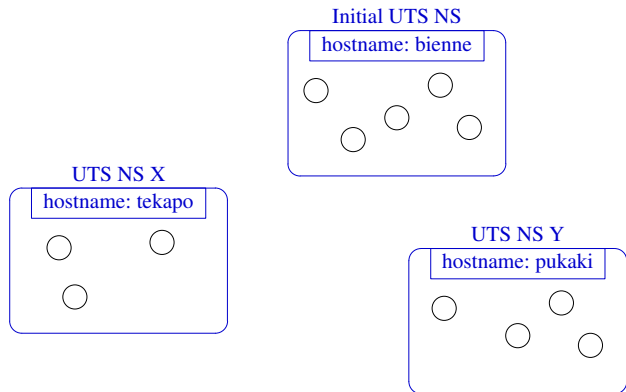 Initial UTS NS
hostname: bienne
UTS NS X
hostname: tekapo
UTS NS Y
hostname: pukaki